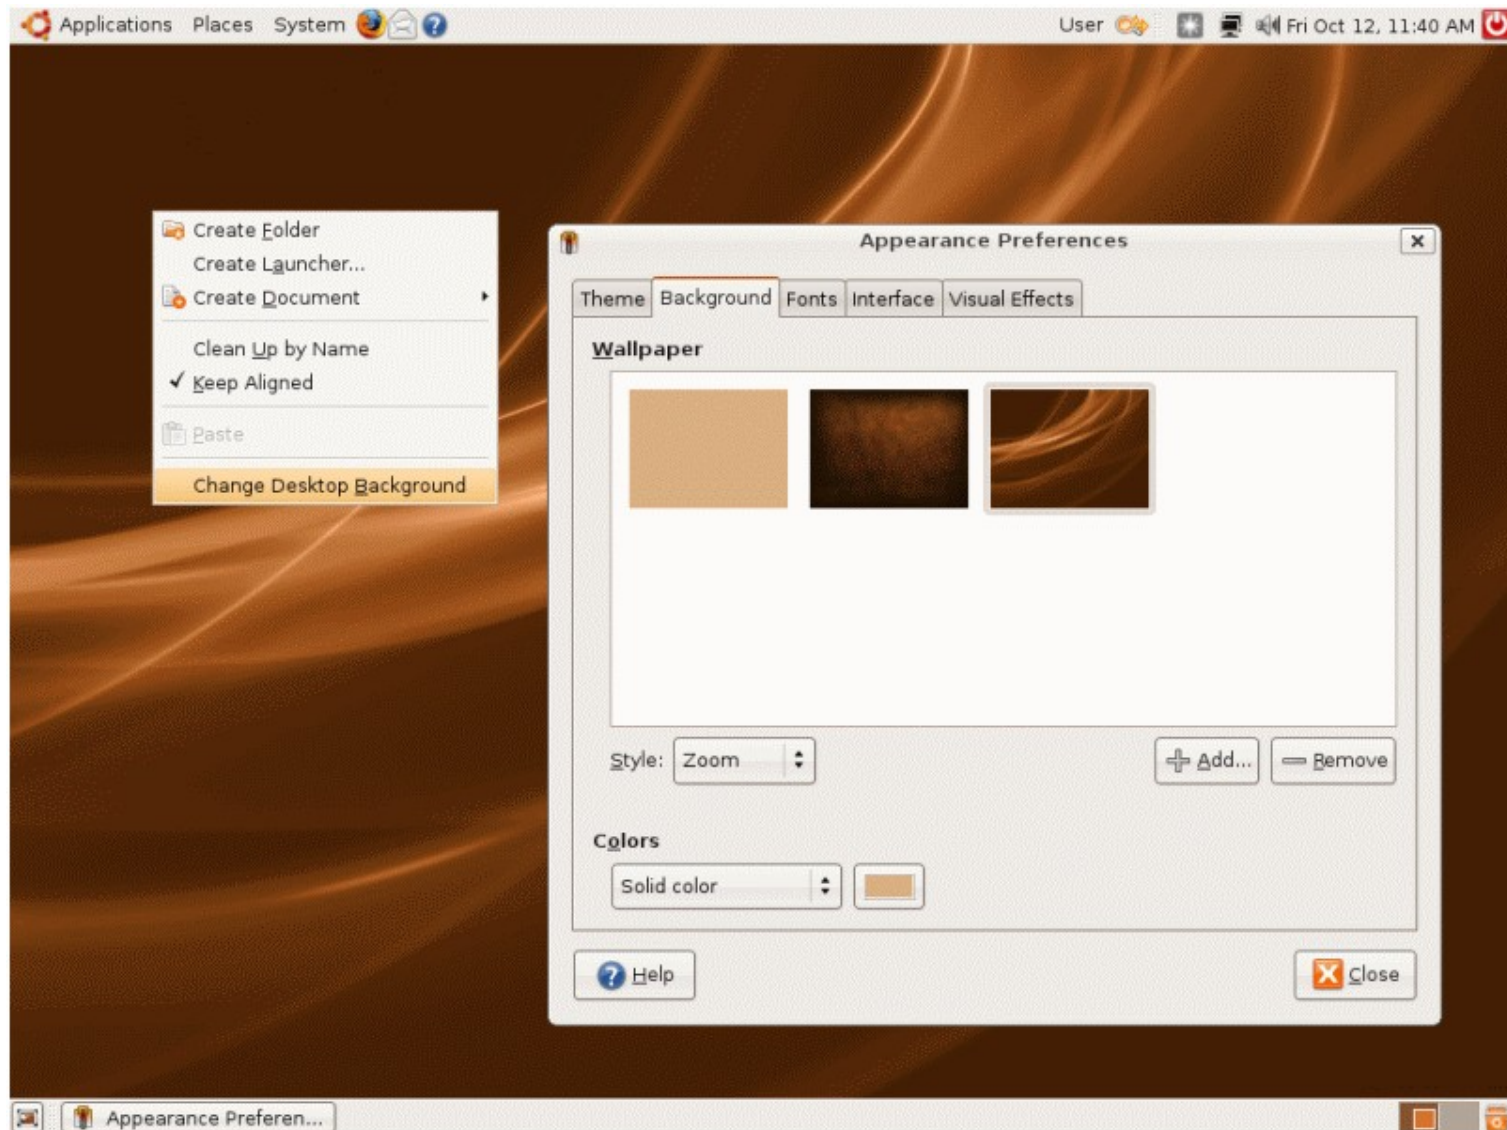 Applications Places System
User Fri Oct 12, 11:40 AM
Create Folder
Create Launcher...
Create Document
Clean Up by Name
Keep Aligned
Paste
Change Desktop Background
Appearance Preferences
Theme Background Fonts Interface Visual Effects
Wallpaper
Style: Zoom Add... Remove
Colors
Solid color
Help Close
Appearance Preferen...